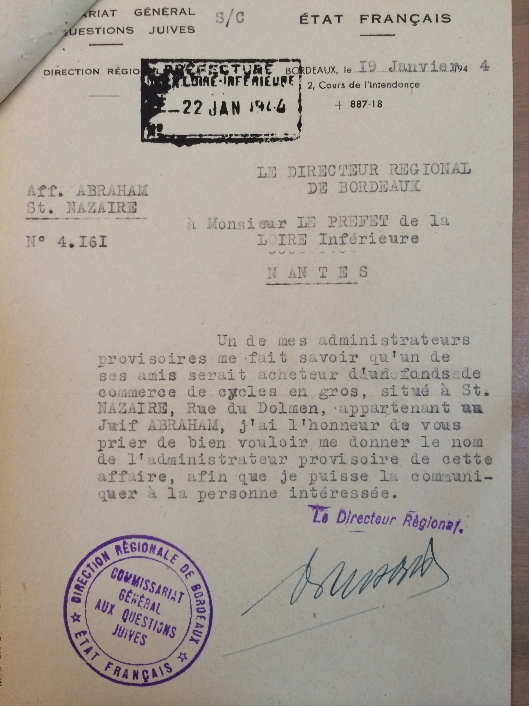 ARIAT GÉNÉRAL S/C ÉTAT FRANÇAIS
QUESTIONS JUIVES
DIRECTION RÉGIO BORDEAUX, le 19 Janvier 194 4
2, Cours de l'Intendance
+ 887-18
PRÉFECTURE
LOIRE-INFÉRIEURE
22 JAN 1944
LE DIRECTEUR REGIONAL
DE BORDEAUX
Aff. ABRAHAM
St. NAZAIRE
à Monsieur LE PREFET de la
LOIRE Inférieure
N° 4.161
N A N T E S
Un de mes administrateurs
provisoires me fait savoir qu'un de
ses amis serait acheteur d'un fonds de
commerce de cycles en gros, situé à St.
NAZAIRE, Rue du Dolmen, appartenant au
Juif ABRAHAM, j'ai l'honneur de vous
prier de bien vouloir me donner le nom
de l'administrateur provisoire de cette
affaire, afin que je puisse la communi-
quer à la personne intéressée.
Le Directeur Régional.
DIRECTION RÉGIONALE DE BORDEAUX
COMMISSARIAT
GÉNÉRAL
AUX QUESTIONS
JUIVES
ÉTAT FRANÇAIS